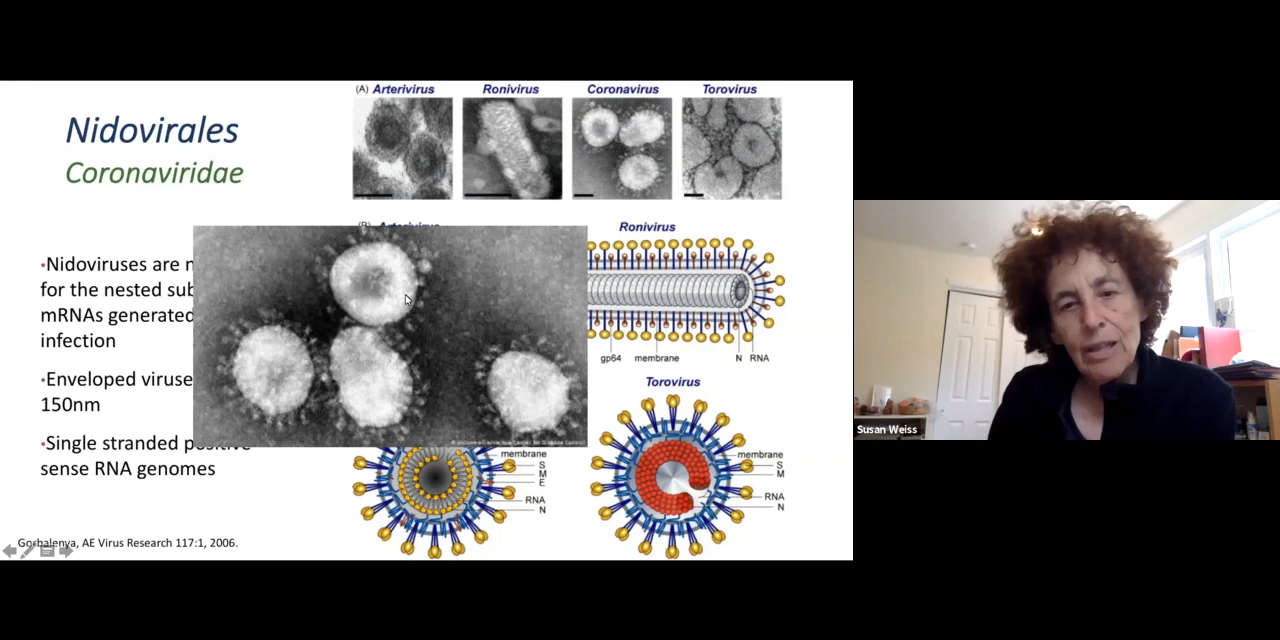 (A) Arterivirus Ronivirus Coronavirus Torovirus
Nidovirales
Coronaviridae
Ronivirus
•Nidoviruses are
for the nested sub
mRNAs generated
infection
•Enveloped viruse
150nm
•Single stranded positive
sense RNA genomes
gp64 membrane N RNA
Torovirus
membrane
S
M
E
RNA
N
membrane
S
M
RNA
N
Gorbalenya, AE Virus Research 117:1, 2006.
Susan Weiss